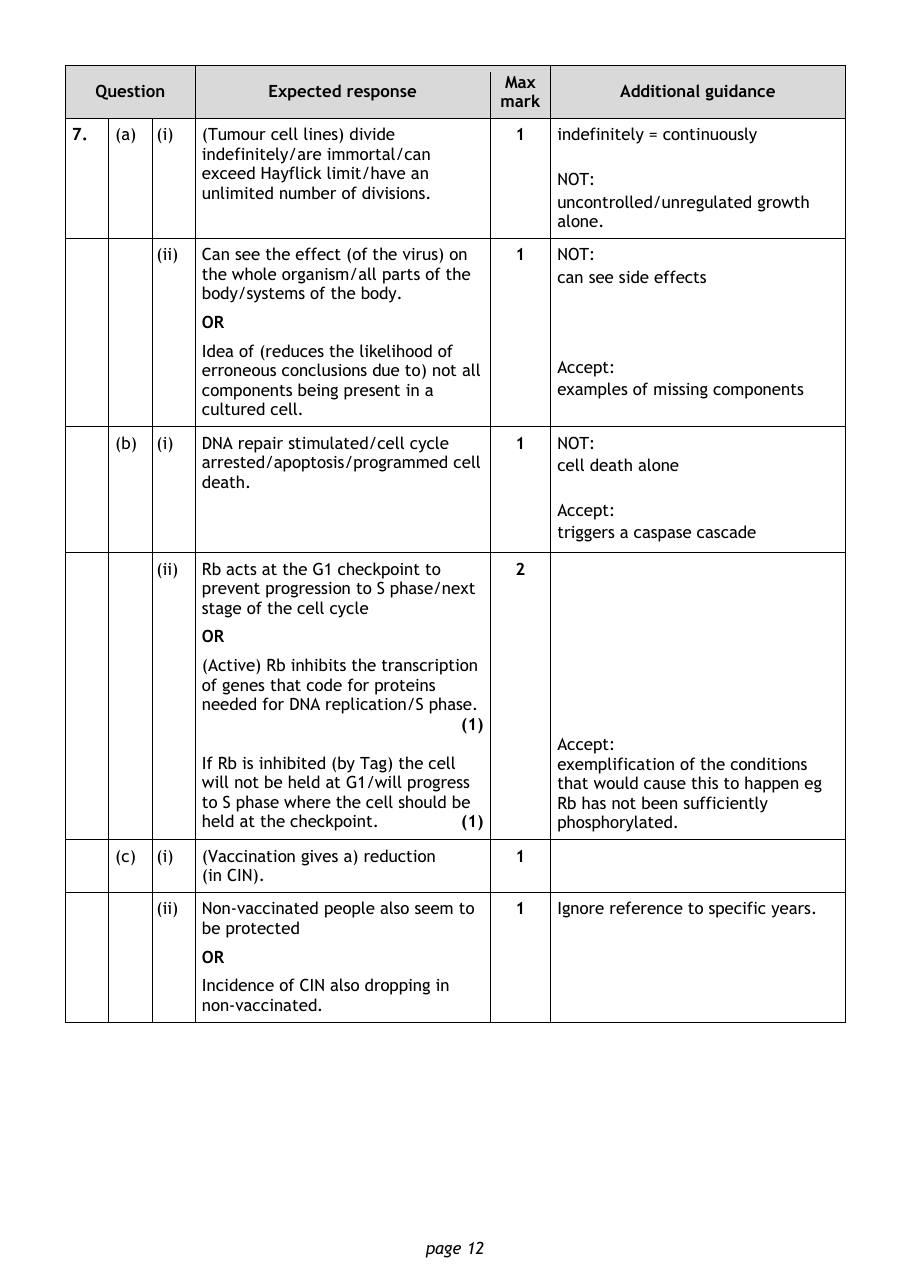 Question Expected response Max mark Additional guidance
7. (a) (i) (Tumour cell lines) divide
indefinitely/are immortal/can
exceed Hayflick limit/have an
unlimited number of divisions.
1
indefinitely = continuously
NOT:
uncontrolled/unregulated growth
alone.
(ii) Can see the effect (of the virus) on
the whole organism/all parts of the
body/systems of the body.
OR
Idea of (reduces the likelihood of
erroneous conclusions due to) not all
components being present in a
cultured cell.
1
NOT:
can see side effects
Accept:
examples of missing components
(b) (i) DNA repair stimulated/cell cycle
arrested/apoptosis/programmed cell
death.
1
NOT:
cell death alone
Accept:
triggers a caspase cascade
(ii) Rb acts at the G1 checkpoint to
prevent progression to S phase/next
stage of the cell cycle
OR
(Active) Rb inhibits the transcription
of genes that code for proteins
needed for DNA replication/S phase.
(1)
If Rb is inhibited (by Tag) the cell
will not be held at G1/will progress
to S phase where the cell should be
held at the checkpoint. (1)
2
Accept:
exemplification of the conditions
that would cause this to happen eg
Rb has not been sufficiently
phosphorylated.
(c) (i) (Vaccination gives a) reduction
(in CIN).
1
(ii) Non-vaccinated people also seem to
be protected
OR
Incidence of CIN also dropping in
non-vaccinated.
1
Ignore reference to specific years.
page 12